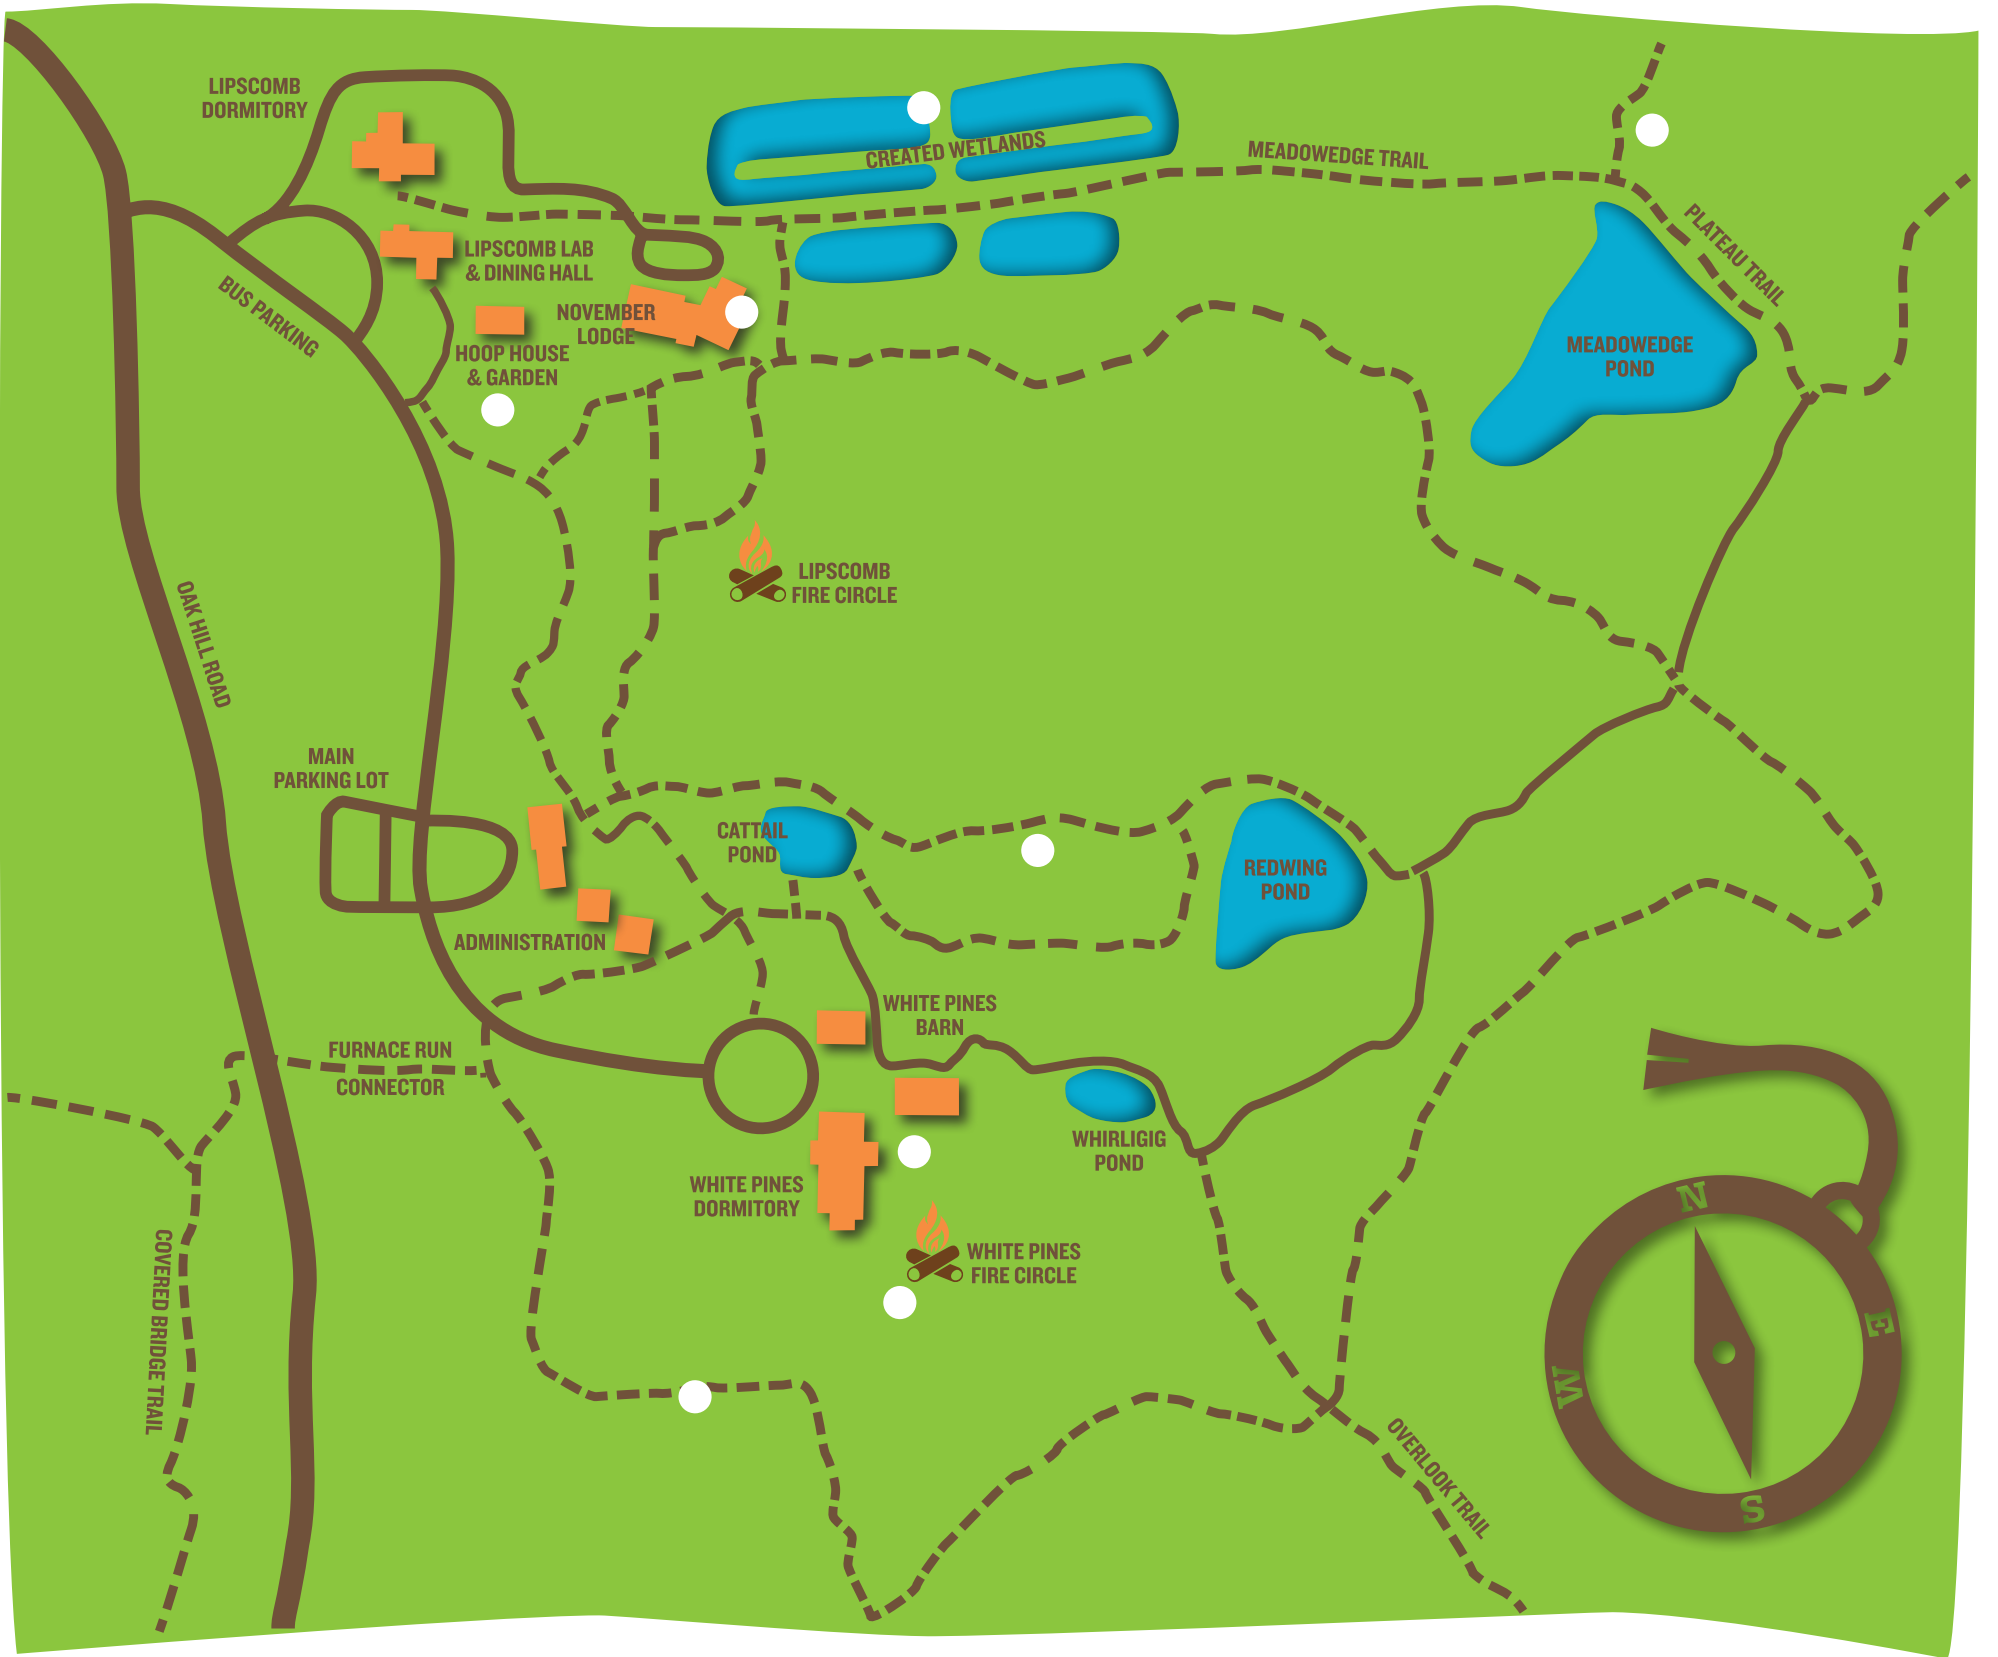 LIPSCOMB
DORMITORY
CREATED WETLANDS
MEADOWEDGE TRAIL
PLATEAU TRAIL
LIPSCOMB LAB
& DINING HALL
BUS PARKING
NOVEMBER
LODGE
HOOP HOUSE
& GARDEN
MEADOWEDGE
POND
LIPSCOMB
FIRE CIRCLE
OAK HILL ROAD
MAIN
PARKING LOT
CATTAIL
POND
REDWING
POND
ADMINISTRATION
WHITE PINES
BARN
FURNACE RUN
CONNECTOR
WHIRLIGIG
POND
WHITE PINES
DORMITORY
WHITE PINES
FIRE CIRCLE
COVERED BRIDGE TRAIL
OVERLOOK TRAIL
N
E
W
S